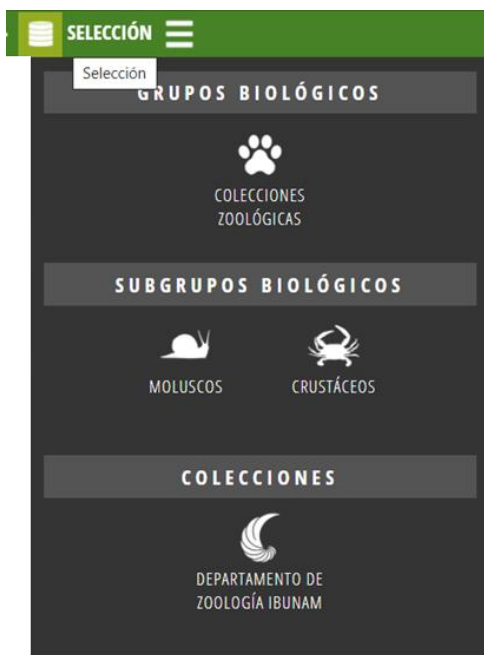 SELECCIÓN
Selección
GRUPOS BIOLÓGICOS
COLECCIONES
ZOOLÓGICAS
SUBGRUPOS BIOLÓGICOS
MOLUSCOS
CRUSTÁCEOS
COLECCIONES
DEPARTAMENTO DE
ZOOLOGÍA IBUNAM